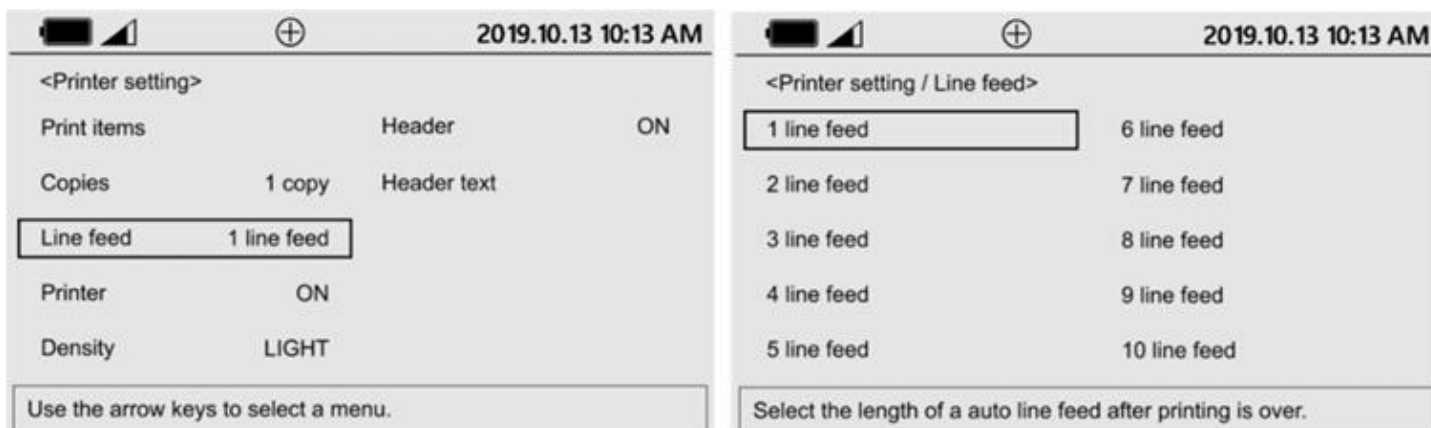 2019.10.13 10:13 AM
<Printer setting>
Print items
Header ON
Copies 1 copy
Header text
Line feed 1 line feed
Printer ON
Density LIGHT
Use the arrow keys to select a menu.
2019.10.13 10:13 AM
<Printer setting / Line feed>
1 line feed
6 line feed
2 line feed
7 line feed
3 line feed
8 line feed
4 line feed
9 line feed
5 line feed
10 line feed
Select the length of a auto line feed after printing is over.